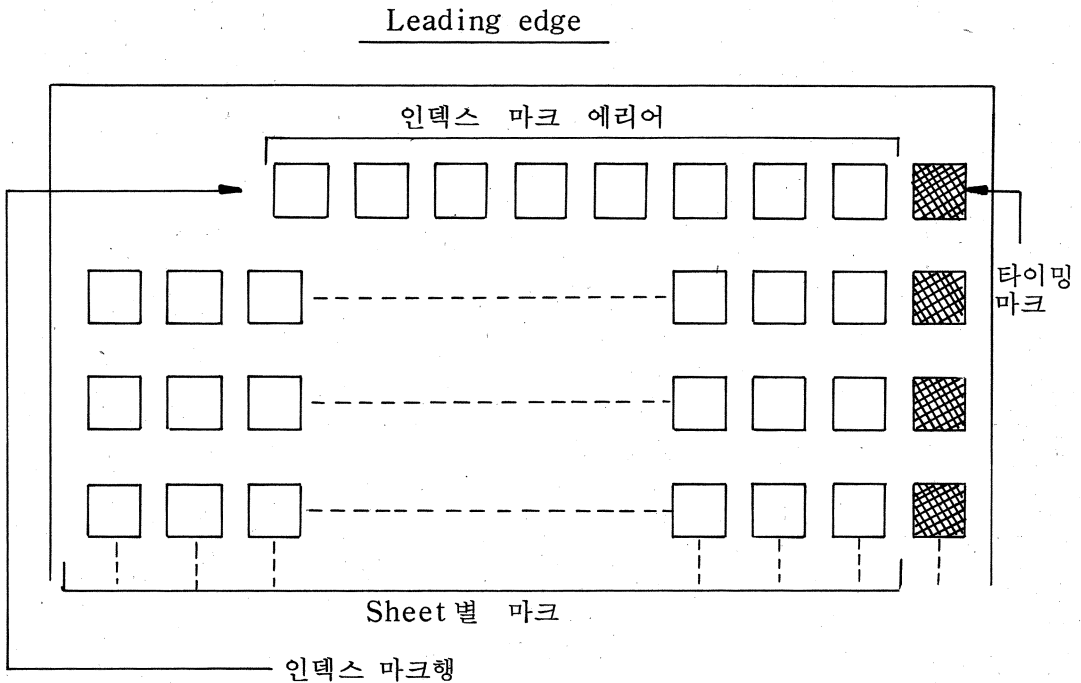 Leading edge
인덱스 마크 에리어
타이밍
마크
Sheet별 마크
인덱스 마크행